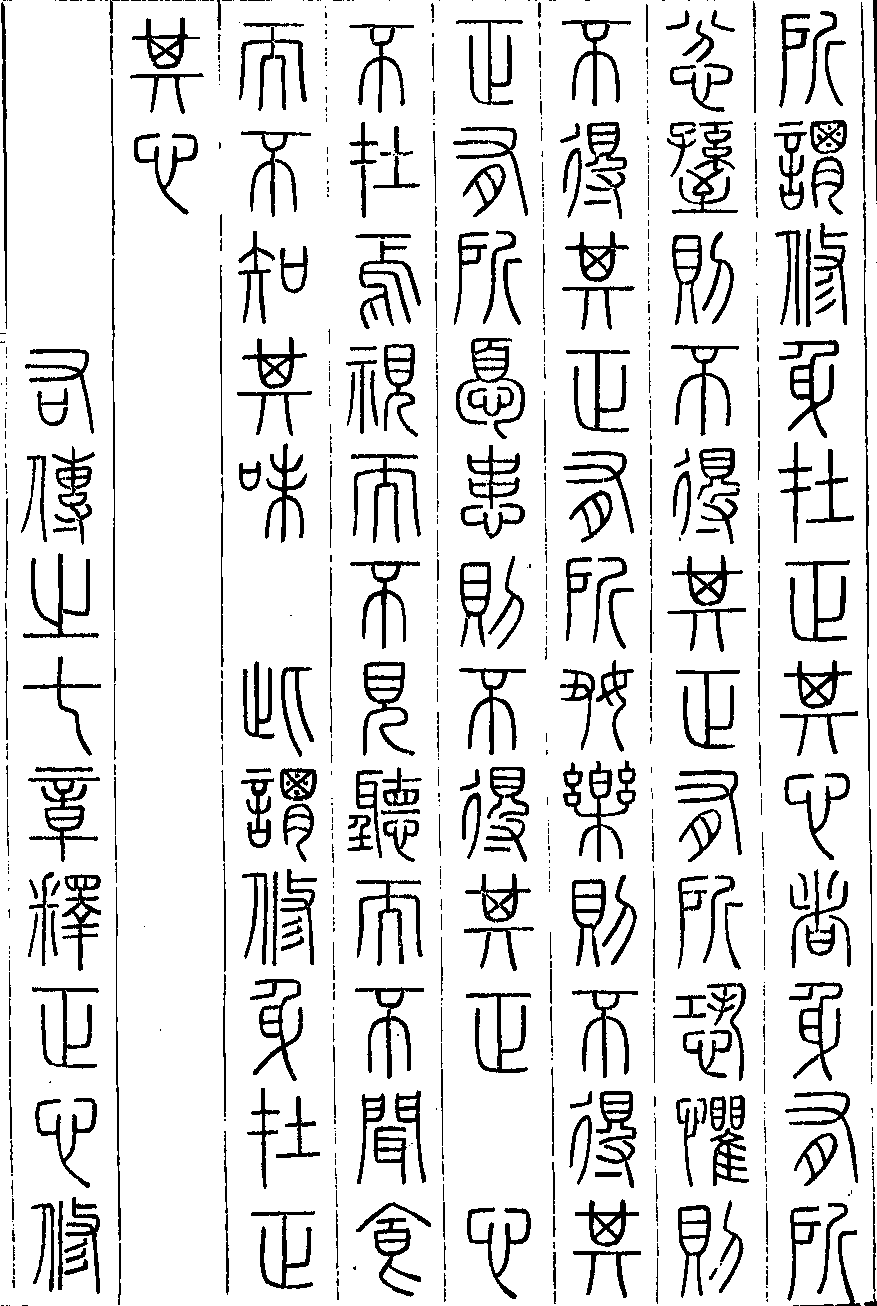 所謂修身在正其心者身有所
忿懥則不得其正有所恐懼則
不得其正有所好樂則不得其
正有所憂患則不得其正心
不在焉視而不見聽而不聞食
而不知其味此謂修身在正
其心
右傳之七章釋正心修